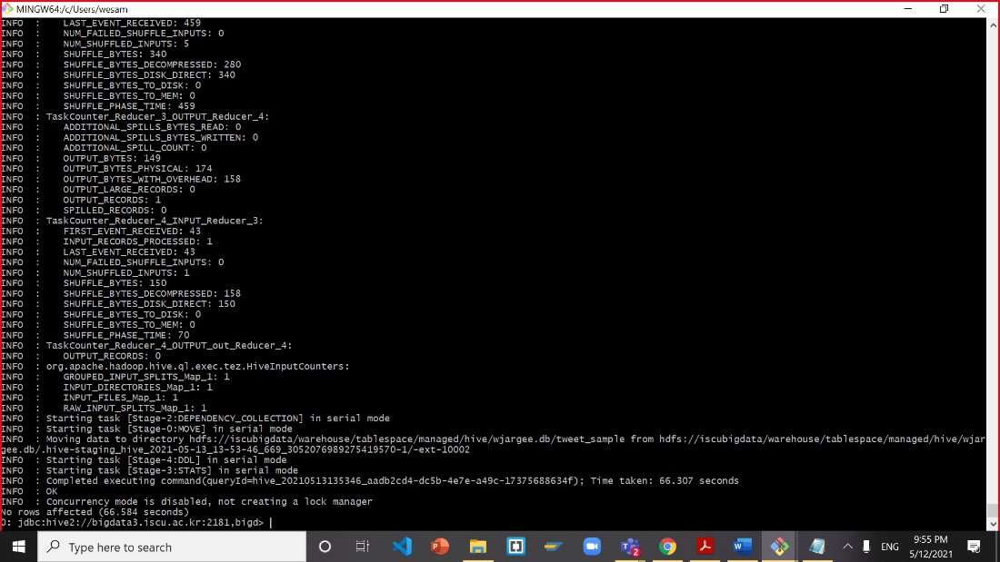 MINGW64:/c/Users/wesam
INFO  :     LAST_EVENT_RECEIVED: 459
INFO  :     NUM_FAILED_SHUFFLE_INPUTS: 0
INFO  :     NUM_SHUFFLED_INPUTS: 5
INFO  :     SHUFFLE_BYTES: 340
INFO  :     SHUFFLE_BYTES_DECOMPRESSED: 280
INFO  :     SHUFFLE_BYTES_DISK_DIRECT: 340
INFO  :     SHUFFLE_BYTES_TO_DISK: 0
INFO  :     SHUFFLE_BYTES_TO_MEM: 0
INFO  :     SHUFFLE_PHASE_TIME: 459
INFO  : TaskCounter_Reducer_3_OUTPUT_Reducer_4:
INFO  :     ADDITIONAL_SPILLS_BYTES_READ: 0
INFO  :     ADDITIONAL_SPILLS_BYTES_WRITTEN: 0
INFO  :     ADDITIONAL_SPILL_COUNT: 0
INFO  :     OUTPUT_BYTES: 149
INFO  :     OUTPUT_BYTES_PHYSICAL: 174
INFO  :     OUTPUT_BYTES_WITH_OVERHEAD: 158
INFO  :     OUTPUT_LARGE_RECORDS: 0
INFO  :     OUTPUT_RECORDS: 1
INFO  :     SPILLED_RECORDS: 0
INFO  : TaskCounter_Reducer_4_INPUT_Reducer_3:
INFO  :     FIRST_EVENT_RECEIVED: 43
INFO  :     INPUT_RECORDS_PROCESSED: 1
INFO  :     LAST_EVENT_RECEIVED: 43
INFO  :     NUM_FAILED_SHUFFLE_INPUTS: 0
INFO  :     NUM_SHUFFLED_INPUTS: 1
INFO  :     SHUFFLE_BYTES: 150
INFO  :     SHUFFLE_BYTES_DECOMPRESSED: 158
INFO  :     SHUFFLE_BYTES_DISK_DIRECT: 150
INFO  :     SHUFFLE_BYTES_TO_DISK: 0
INFO  :     SHUFFLE_BYTES_TO_MEM: 0
INFO  :     SHUFFLE_PHASE_TIME: 70
INFO  : TaskCounter_Reducer_4_OUTPUT_out_Reducer_4:
INFO  :     OUTPUT_RECORDS: 0
INFO  : org.apache.hadoop.hive.ql.exec.tez.HiveInputCounters:
INFO  :     GROUPED_INPUT_SPLITS_Map_1: 1
INFO  :     INPUT_DIRECTORIES_Map_1: 1
INFO  :     INPUT_FILES_Map_1: 1
INFO  :     RAW_INPUT_SPLITS_Map_1: 1
INFO  : Starting task [Stage-2:DEPENDENCY_COLLECTION] in serial mode
INFO  : Starting task [Stage-0:MOVE] in serial mode
INFO  : Moving data to directory hdfs://iscubigdata/warehouse/tablespace/managed/hive/wjargee.db/tweet_sample from hdfs://iscubigdata/warehouse/tablespace/managed/hive/wjar
gee.db/.hive-staging_hive_2021-05-13_13-53-46_669_3052076989275419570-1/-ext-10002
INFO  : Starting task [Stage-4:DDL] in serial mode
INFO  : Starting task [Stage-3:STATS] in serial mode
INFO  : Completed executing command(queryId=hive_20210513135346_aadb2cd4-dc5b-4e7e-a49c-17375688634f); Time taken: 66.307 seconds
INFO  : OK
INFO  : Concurrency mode is disabled, not creating a lock manager
No rows affected (66.584 seconds)
0: jdbc:hive2://bigdata3.iscu.ac.kr:2181,bigd>
Type here to search
2
ENG
9:55 PM
5/12/2021